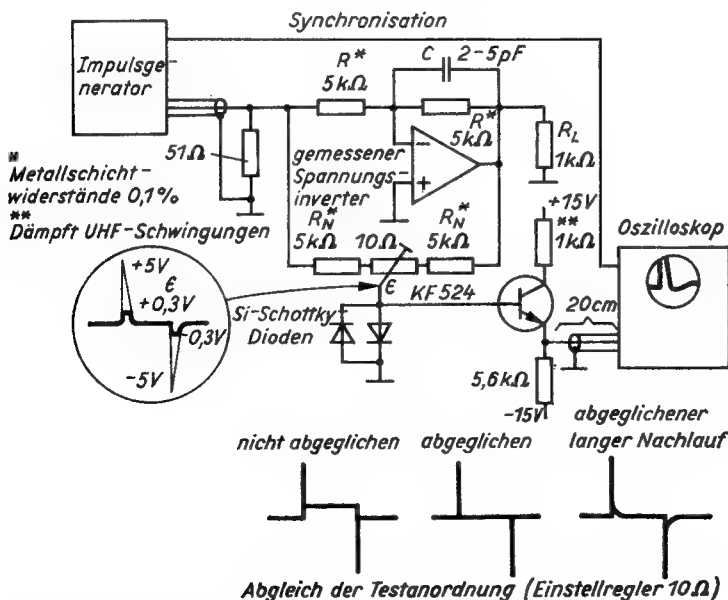 Synchronisation
Impulsge-
nerator
R*
5kΩ
C
2-5pF
R*
5kΩ
R_L
1kΩ
51Ω
gemessener
Spannungs-
inverter
-
+
*
Metallschicht-
widerstände 0,1%
**
Dämpft UHF-Schwingungen
R_N*
5kΩ
10Ω
R_N*
5kΩ
+15V
**
1kΩ
Oszilloskop
+5V
ε
+0,3V
-0,3V
-5V
ε
KF524
Si-Schottky-
Dioden
20cm
5,6kΩ
-15V
nicht abgeglichen
abgeglichen
abgeglichener
langer Nachlauf
Abgleich der Testanordnung (Einstellregler 10Ω)